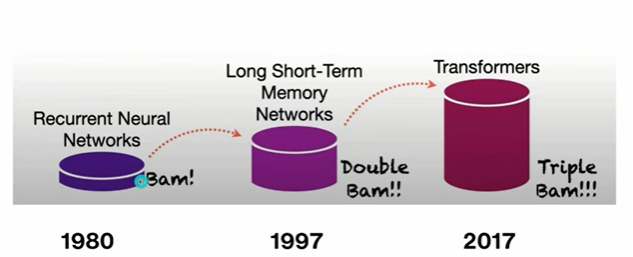 Recurrent Neural
Networks
Bam!
Long Short-Term
Memory
Networks
Double
Bam!!
Transformers
Triple
Bam!!!
1980
1997
2017